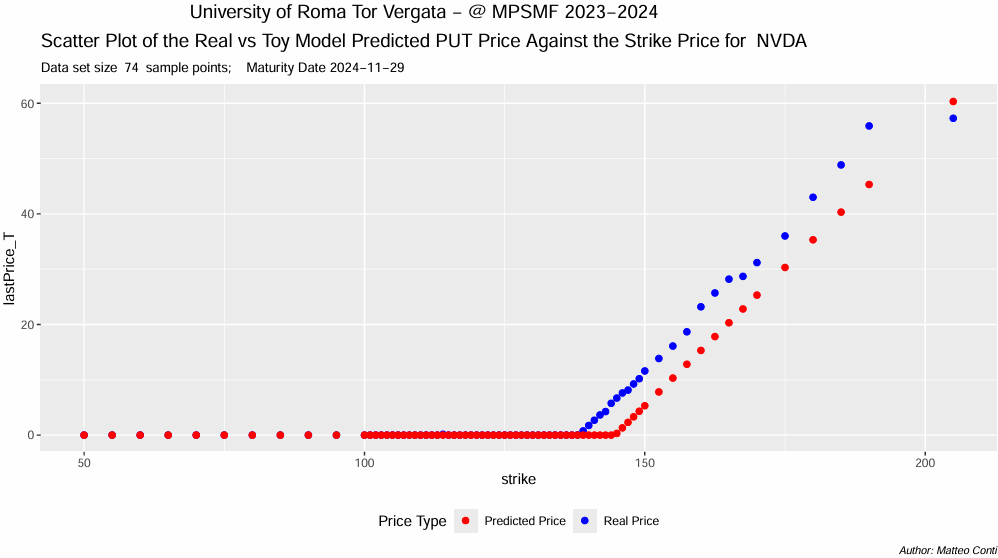 University of Roma Tor Vergata – @ MPSMF 2023–2024
Scatter Plot of the Real vs Toy Model Predicted PUT Price Against the Strike Price for  NVDA
Data set size  74  sample points;    Maturity Date 2024–11–29
60
40
20
0
lastPrice_T
50 100 150 200
strike
Price Type Predicted Price Real Price
Author: Matteo Conti